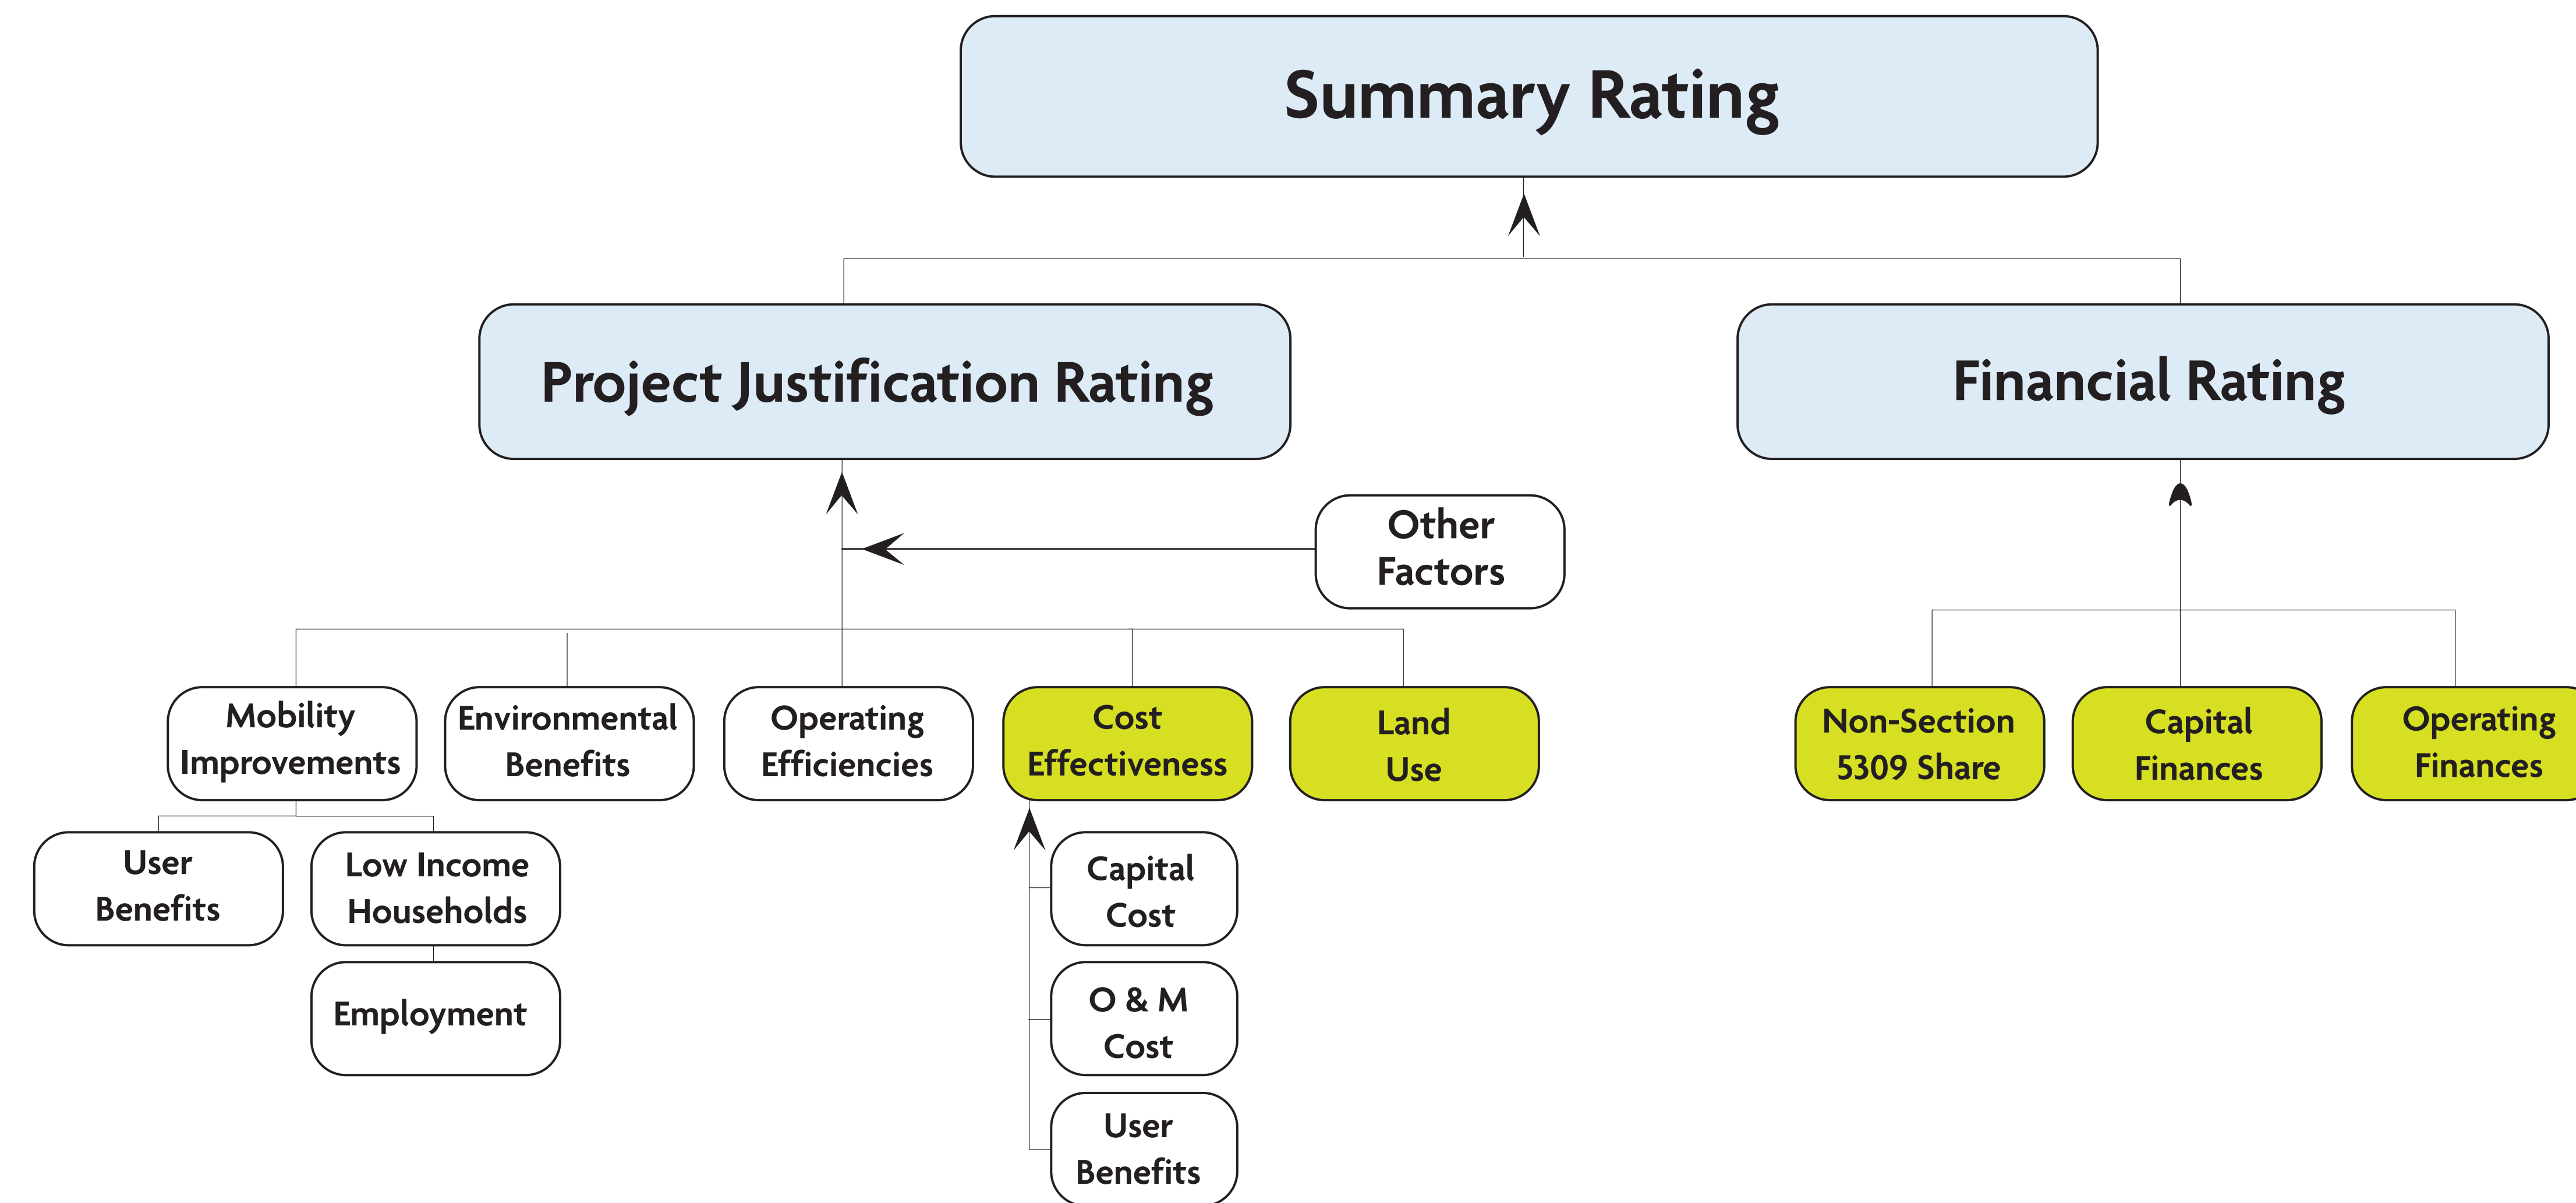 Summary Rating
Project Justification Rating
Financial Rating
Other
Factors
Mobility
Improvements
Environmental
Benefits
Operating
Efficiencies
Cost
Effectiveness
Land
Use
Non-Section
5309 Share
Capital
Finances
Operating
Finances
User
Benefits
Low Income
Households
Employment
Capital
Cost
O & M
Cost
User
Benefits